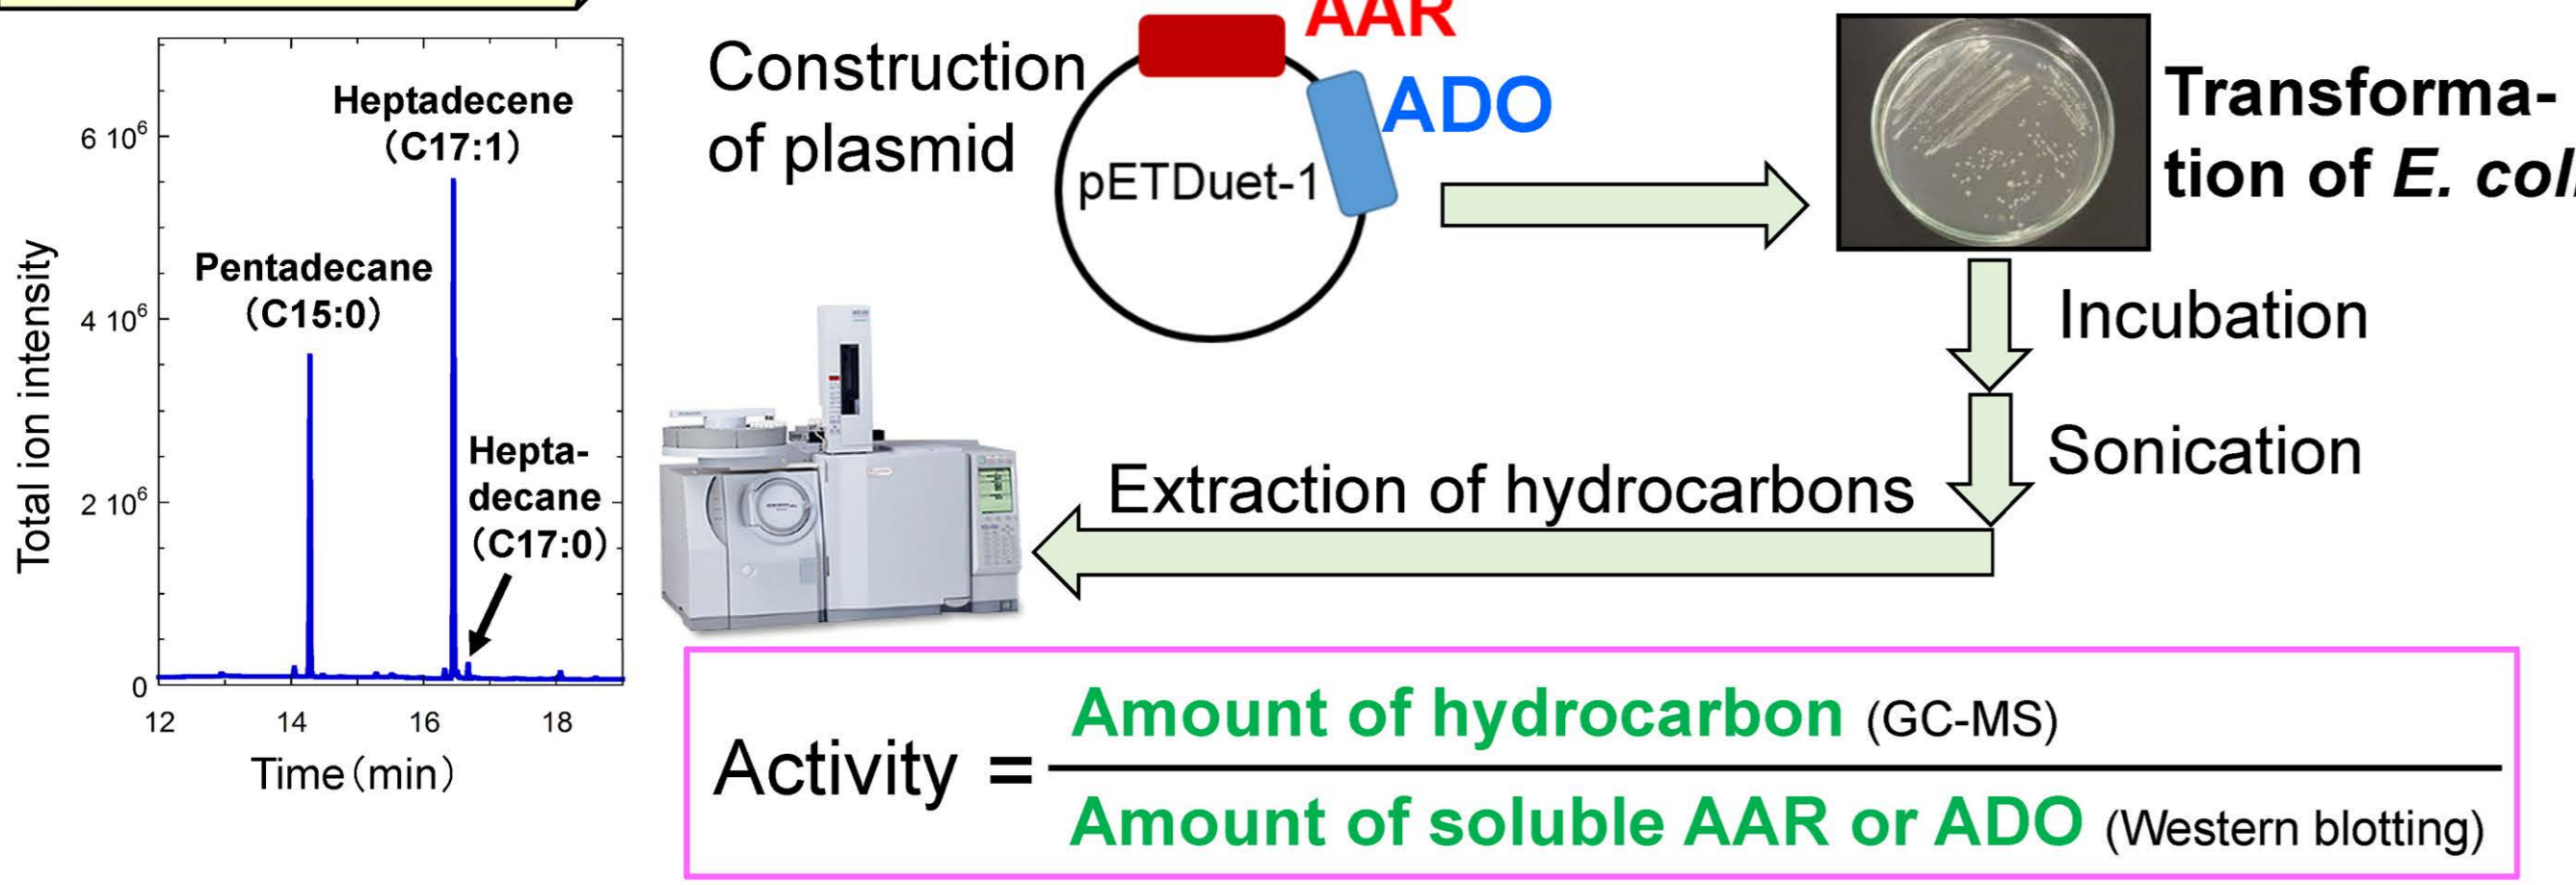 Heptadecene
(C17:1)
Pentadecane
(C15:0)
Hepta-
decane
(C17:0)
6 10⁶
4 10⁶
2 10⁶
0
12 14 16 18
Total ion intensity
Time(min)
Construction
of plasmid
AAR
ADO
pETDuet-1
Transforma-
tion of E. coli
Incubation
Sonication
Extraction of hydrocarbons
Activity =
Amount of hydrocarbon (GC-MS)
Amount of soluble AAR or ADO (Western blotting)